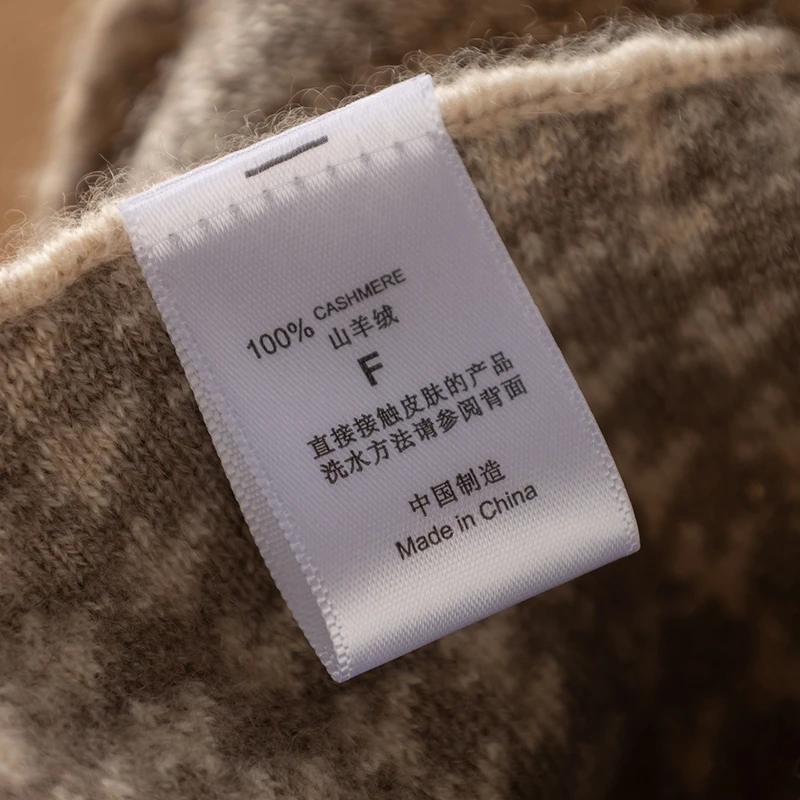 100% CASHMERE
山羊绒
F
直接接触皮肤的产品
洗水方法请参阅背面
中国制造
Made in China